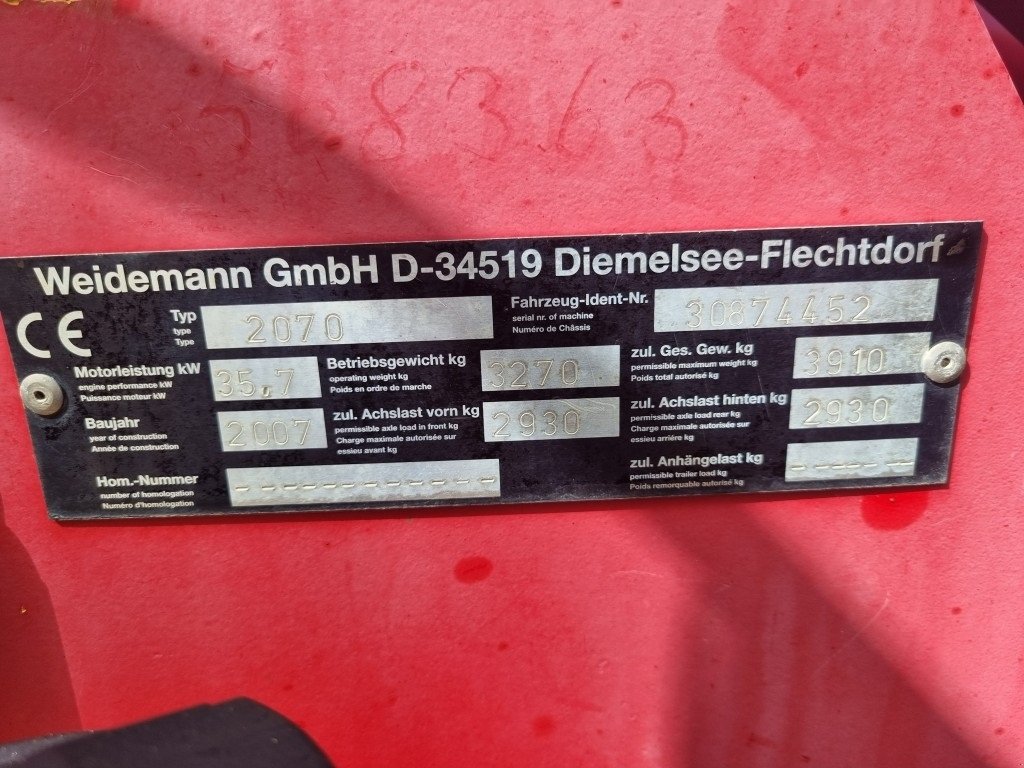 8363
Weidemann GmbH D-34519 Diemelsee-Flechtdorf
CE
Typ
type
Type
2070
Fahrzeug-Ident-Nr.
serial nr. of machine
Numéro de Châssis
30874452
Motorleistung kW
engine performance kW
Puissance moteur kW
35,7
Betriebsgewicht kg
operating weight kg
Poids en ordre de marche
3270
zul. Ges. Gew. kg
permissible maximum weight kg
Poids total autorisé kg
3910
Baujahr
year of construction
Année de construction
2007
zul. Achslast vorn kg
permissible axle load in front kg
Charge maximale autorisée sur
essieu avant kg
2930
zul. Achslast hinten kg
permissible axle load rear kg
Charge maximale autorisée sur
essieu arriére kg
2930
Hom.-Nummer
number of homologation
Numéro d'homologation
------------
zul. Anhängelast kg
permissible trailer load kg
Poids remorquable autorisé kg
------